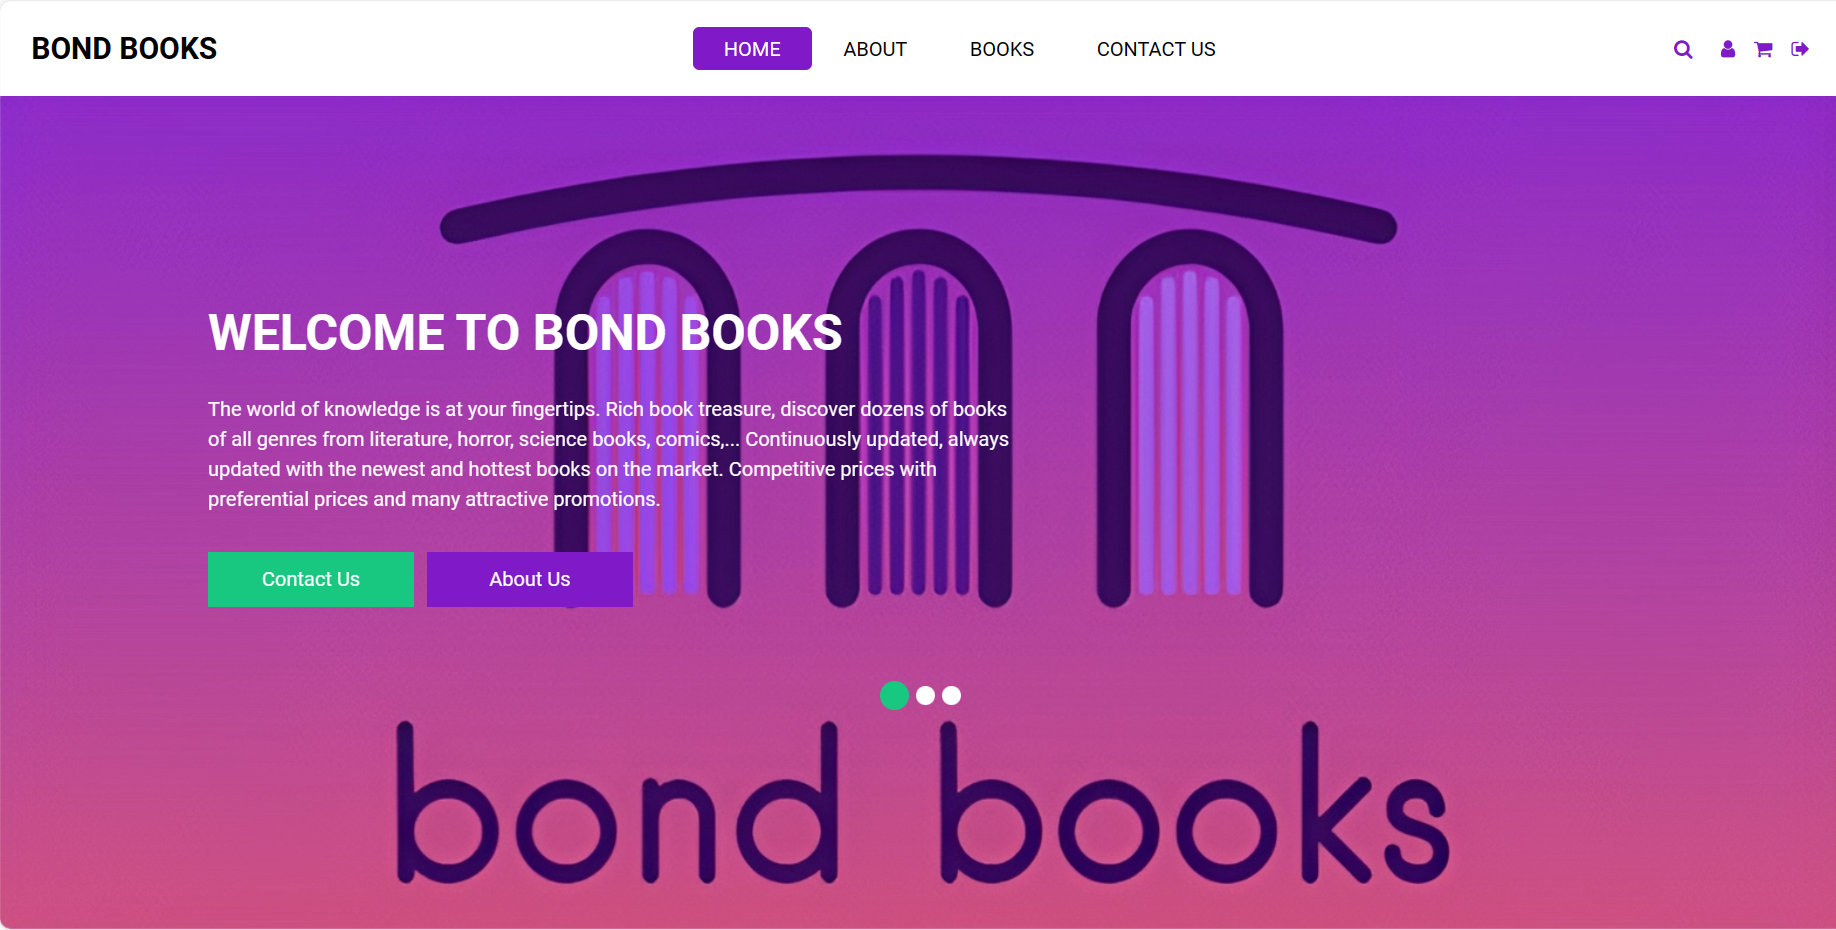 BOND BOOKS
HOME ABOUT BOOKS CONTACT US
WELCOME TO BOND BOOKS
The world of knowledge is at your fingertips. Rich book treasure, discover dozens of books
of all genres from literature, horror, science books, comics,... Continuously updated, always
updated with the newest and hottest books on the market. Competitive prices with
preferential prices and many attractive promotions.
Contact Us About Us
bond books